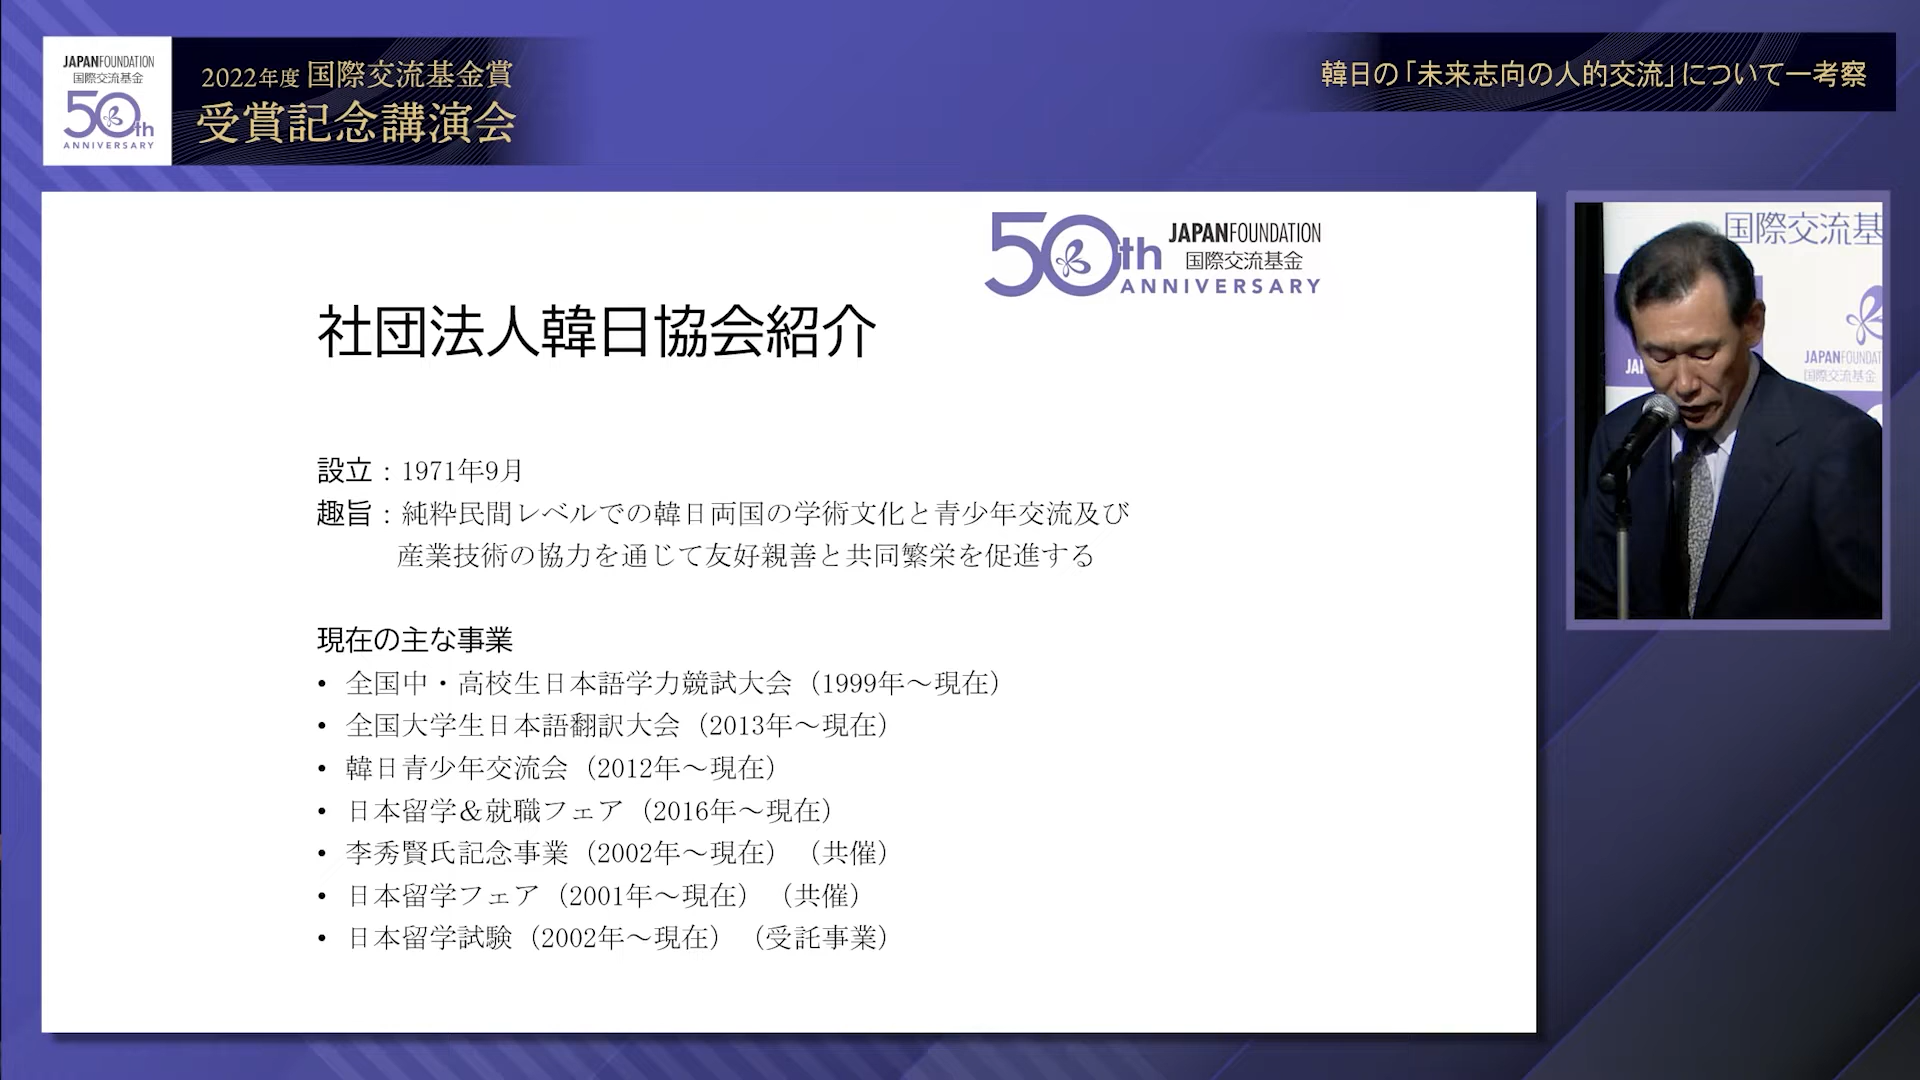 JAPANFOUNDATION
国際交流基金
50th
ANNIVERSARY
2022年度 国際交流基金賞
受賞記念講演会
韓日の「未来志向の人的交流」について一考察
50th
JAPANFOUNDATION
国際交流基金
ANNIVERSARY
社団法人韓日協会紹介
設立：1971年9月
趣旨：純粋民間レベルでの韓日両国の学術文化と青少年交流及び
産業技術の協力を通じて友好親善と共同繁栄を促進する
現在の主な事業
• 全国中・高校生日本語学力競試大会（1999年～現在）
• 全国大学生日本語翻訳大会（2013年～現在）
• 韓日青少年交流会（2012年～現在）
• 日本留学＆就職フェア（2016年～現在）
• 李秀賢氏記念事業（2002年～現在）（共催）
• 日本留学フェア（2001年～現在）（共催）
• 日本留学試験（2002年～現在）（受託事業）
国際交流基
JAPANFOUNDAT
国際交流基金
JAP